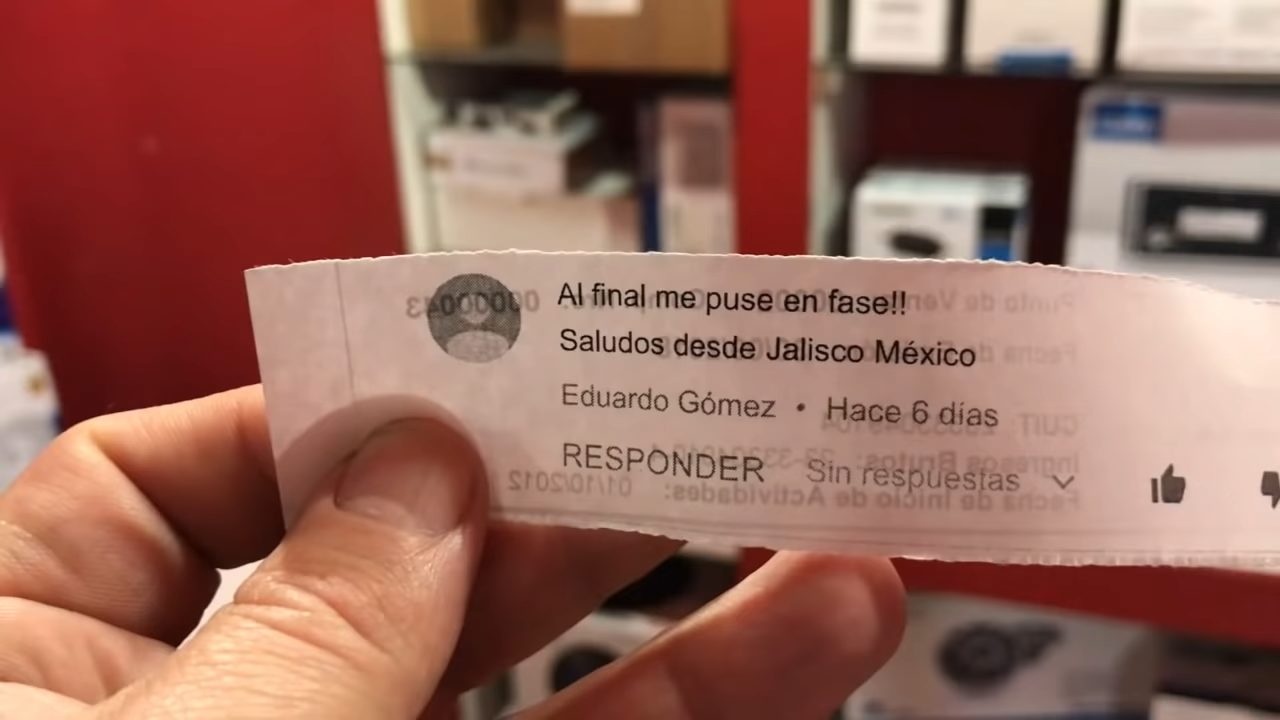 Al final me puse en fase!!
Saludos desde Jalisco México
Eduardo Gómez • Hace 6 días
RESPONDER Sin respuestas